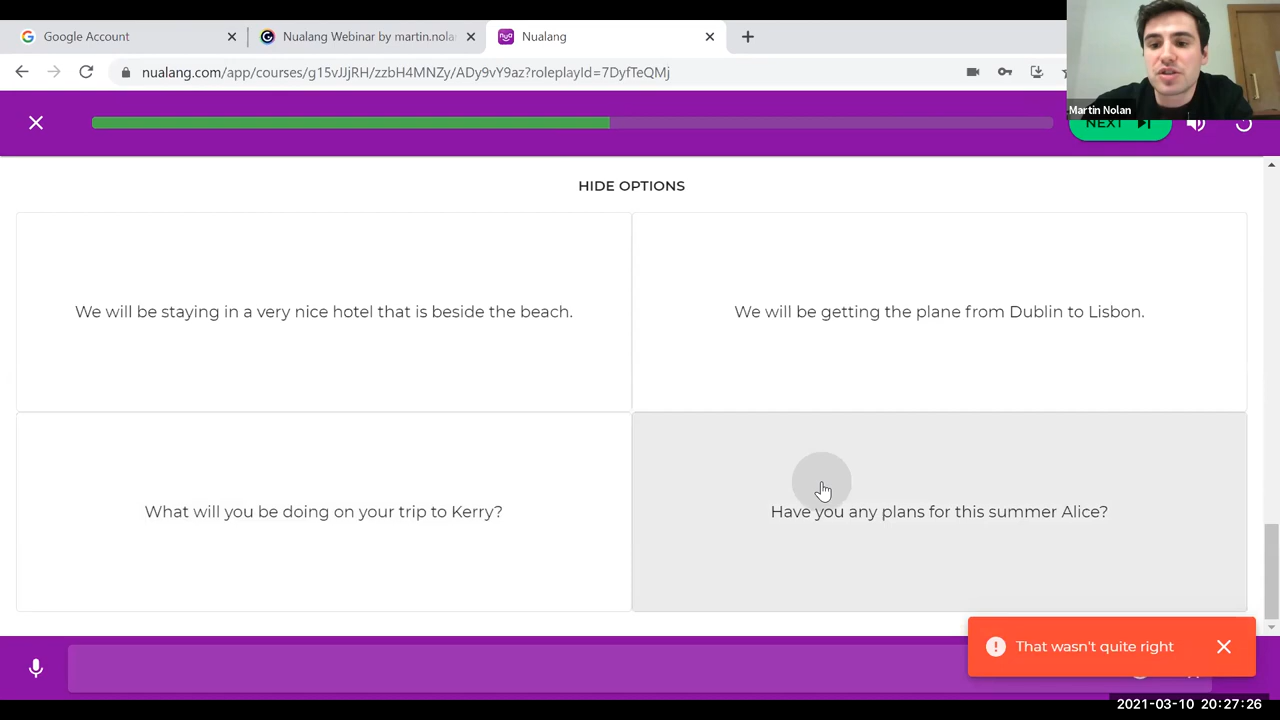 Google Account
Nualang Webinar by martin.nola
nua
Nualang
nualang.com/app/courses/g15vJJjRH/zzbH4MNZy/ADy9vY9az?roleplayId=7DyfTeQMj
Martin Nolan
NEXT
HIDE OPTIONS
We will be staying in a very nice hotel that is beside the beach.
We will be getting the plane from Dublin to Lisbon.
What will you be doing on your trip to Kerry?
Have you any plans for this summer Alice?
That wasn't quite right
2021-03-10 20:27:26